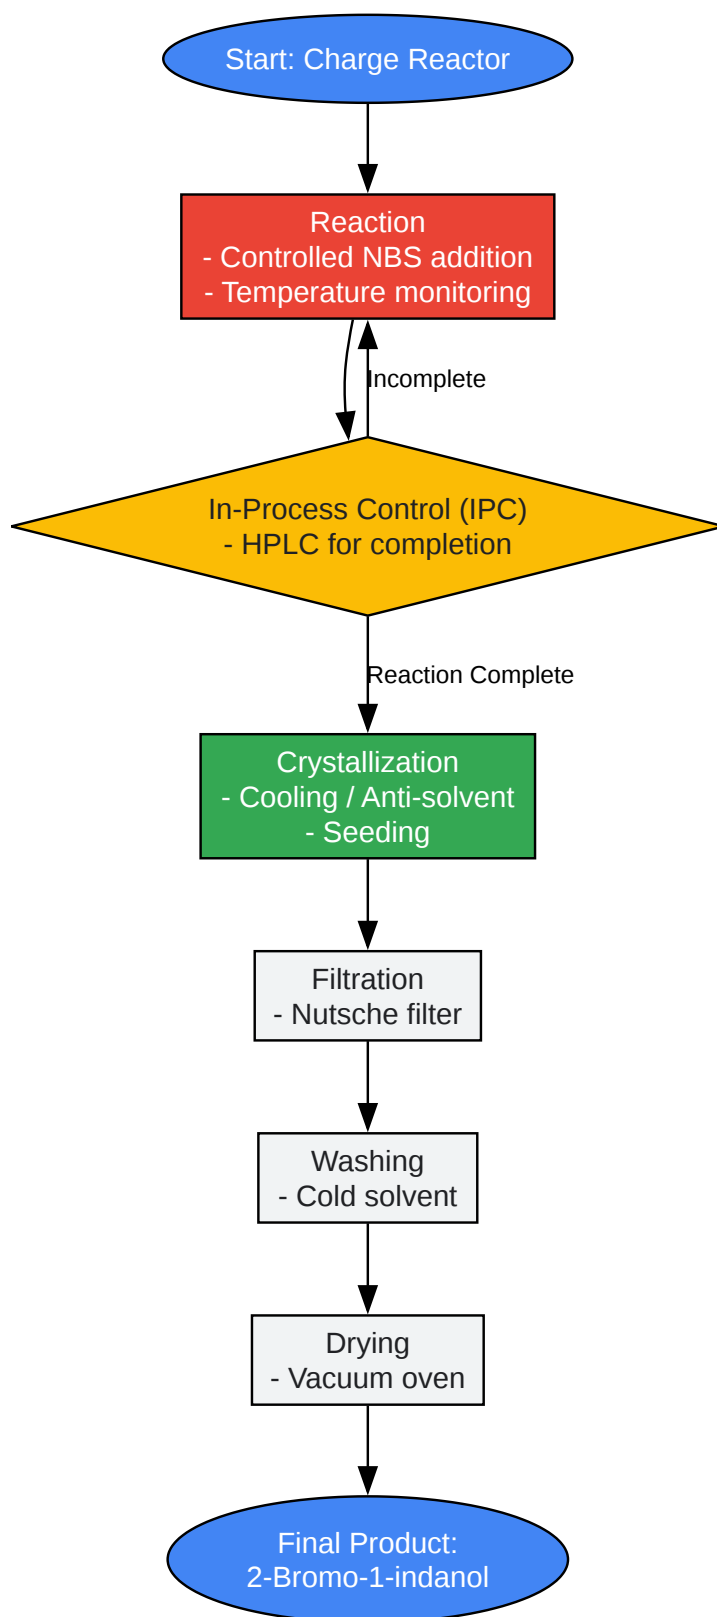 Start: Charge Reactor
Reaction
- Controlled NBS addition
- Temperature monitoring
Incomplete
In-Process Control (IPC)
- HPLC for completion
Reaction Complete
Crystallization
- Cooling / Anti-solvent
- Seeding
Filtration
- Nutsche filter
Washing
- Cold solvent
Drying
- Vacuum oven
Final Product:
2-Bromo-1-indanol